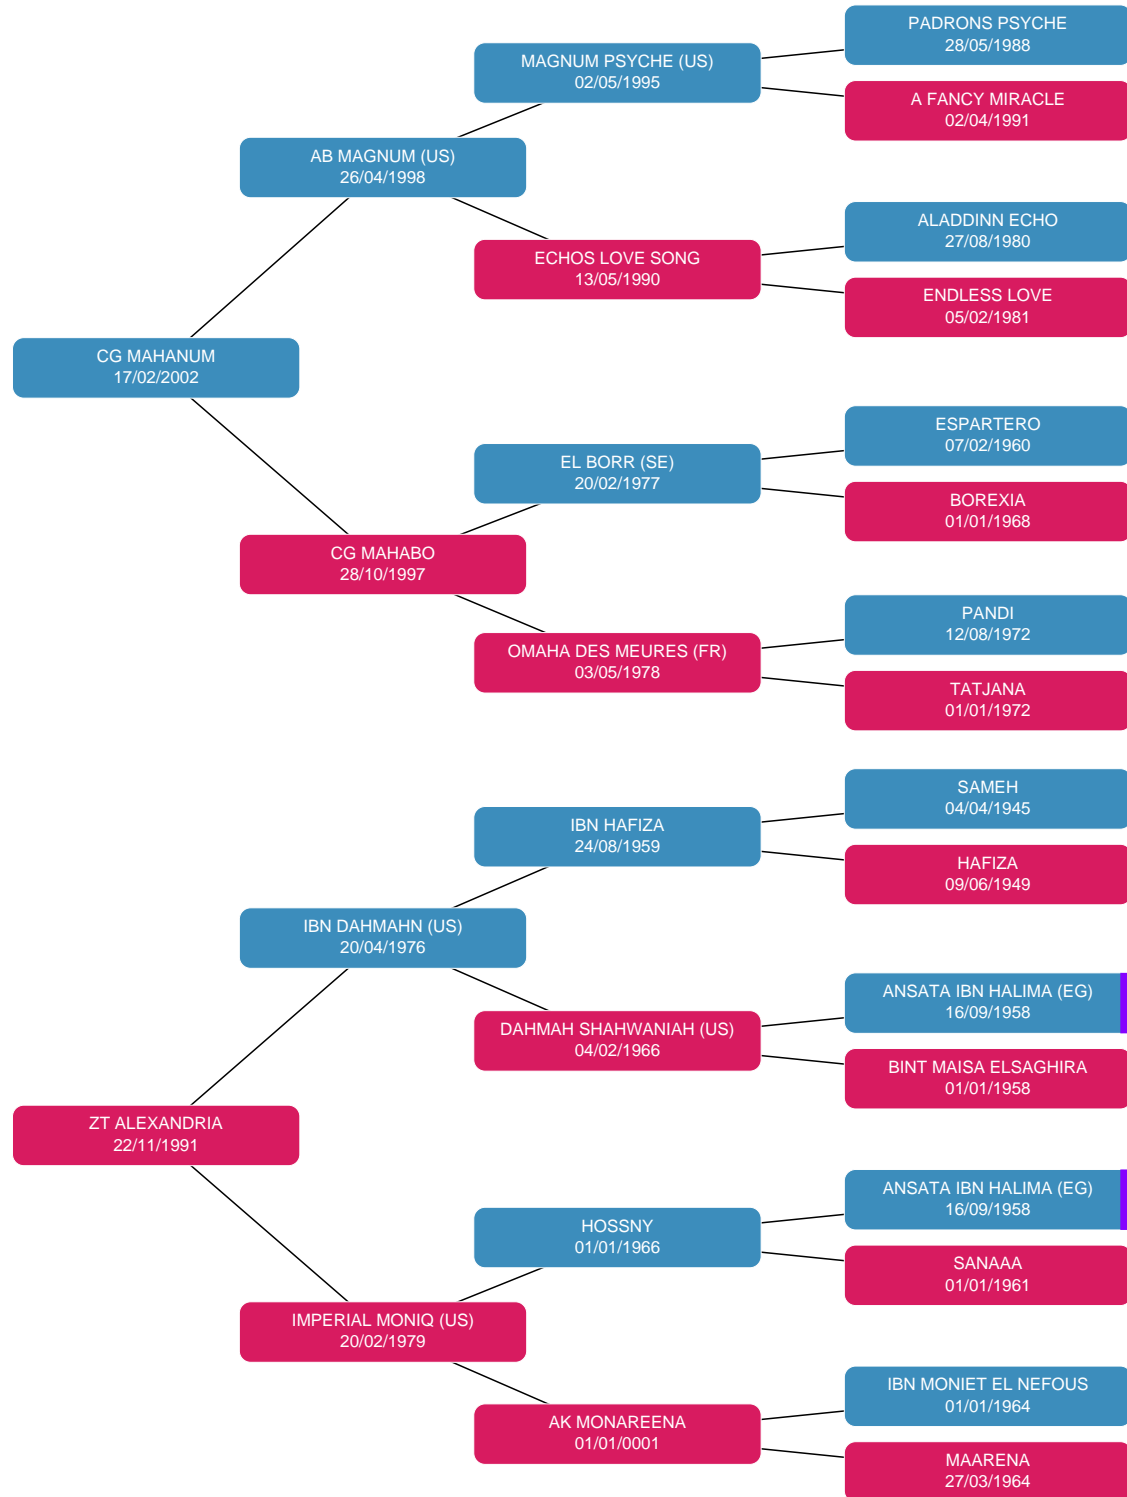 PADRONS PSYCHE
28/05/1988
MAGNUM PSYCHE (US)
02/05/1995
A FANCY MIRACLE
02/04/1991
AB MAGNUM (US)
26/04/1998
ALADDINN ECHO
27/08/1980
ECHOS LOVE SONG
13/05/1990
ENDLESS LOVE
05/02/1981
CG MAHANUM
17/02/2002
ESPARTERO
07/02/1960
EL BORR (SE)
20/02/1977
BOREXIA
01/01/1968
CG MAHABO
28/10/1997
PANDI
12/08/1972
OMAHA DES MEURES (FR)
03/05/1978
TATJANA
01/01/1972
SAMEH
04/04/1945
IBN HAFIZA
24/08/1959
HAFIZA
09/06/1949
IBN DAHMAHN (US)
20/04/1976
ANSATA IBN HALIMA (EG)
16/09/1958
DAHMAH SHAHWANIAH (US)
04/02/1966
BINT MAISA ELSAGHIRA
01/01/1958
ZT ALEXANDRIA
22/11/1991
ANSATA IBN HALIMA (EG)
16/09/1958
HOSSNY
01/01/1966
SANAAA
01/01/1961
IMPERIAL MONIQ (US)
20/02/1979
IBN MONIET EL NEFOUS
01/01/1964
AK MONAREENA
01/01/0001
MAARENA
27/03/1964